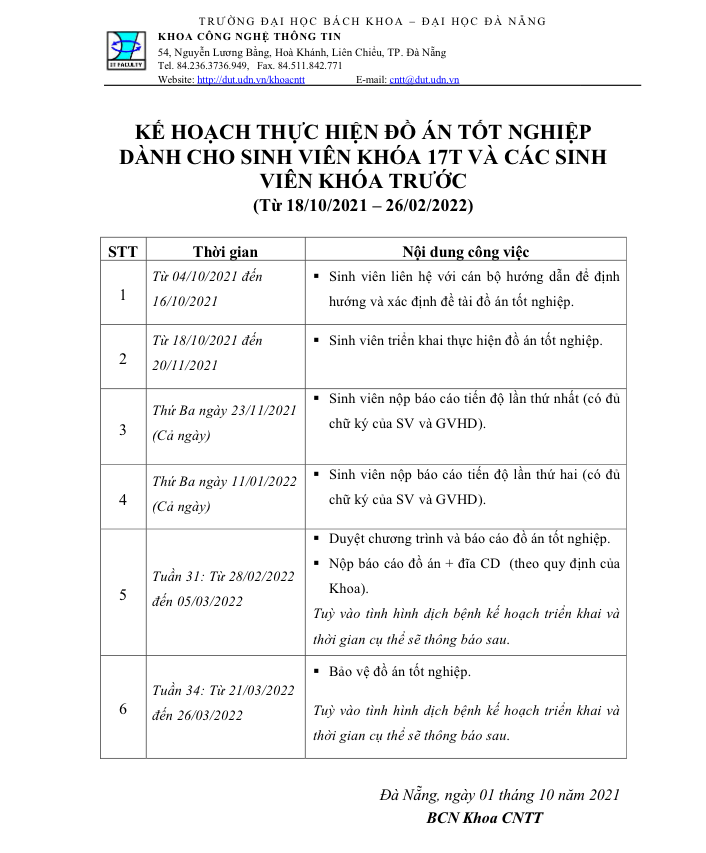 TRƯỜNG ĐẠI HỌC BÁCH KHOA – ĐẠI HỌC ĐÀ NẴNG
KHOA CÔNG NGHỆ THÔNG TIN
54, Nguyễn Lương Bằng, Hoà Khánh, Liên Chiểu, TP. Đà Nẵng
Tel. 84.236.3736.949, Fax. 84.511.842.771
Website: http://dut.udn.vn/khoacntt E-mail: cntt@dut.udn.vn
IT FACULTY
KẾ HOẠCH THỰC HIỆN ĐỒ ÁN TỐT NGHIỆP
DÀNH CHO SINH VIÊN KHÓA 17T VÀ CÁC SINH
VIÊN KHÓA TRƯỚC
(Từ 18/10/2021 – 26/02/2022)
STT Thời gian Nội dung công việc
1
Từ 04/10/2021 đến
16/10/2021
▪ Sinh viên liên hệ với cán bộ hướng dẫn để định
hướng và xác định đề tài đồ án tốt nghiệp.
2
Từ 18/10/2021 đến
20/11/2021
▪ Sinh viên triển khai thực hiện đồ án tốt nghiệp.
3
Thứ Ba ngày 23/11/2021
(Cả ngày)
▪ Sinh viên nộp báo cáo tiến độ lần thứ nhất (có đủ
chữ ký của SV và GVHD).
4
Thứ Ba ngày 11/01/2022
(Cả ngày)
▪ Sinh viên nộp báo cáo tiến độ lần thứ hai (có đủ
chữ ký của SV và GVHD).
5
Tuần 31: Từ 28/02/2022
đến 05/03/2022
▪ Duyệt chương trình và báo cáo đồ án tốt nghiệp.
▪ Nộp báo cáo đồ án + đĩa CD (theo quy định của
Khoa).
Tuỳ vào tình hình dịch bệnh kế hoạch triển khai và
thời gian cụ thể sẽ thông báo sau.
6
Tuần 34: Từ 21/03/2022
đến 26/03/2022
▪ Bảo vệ đồ án tốt nghiệp.
Tuỳ vào tình hình dịch bệnh kế hoạch triển khai và
thời gian cụ thể sẽ thông báo sau.
Đà Nẵng, ngày 01 tháng 10 năm 2021
BCN Khoa CNTT